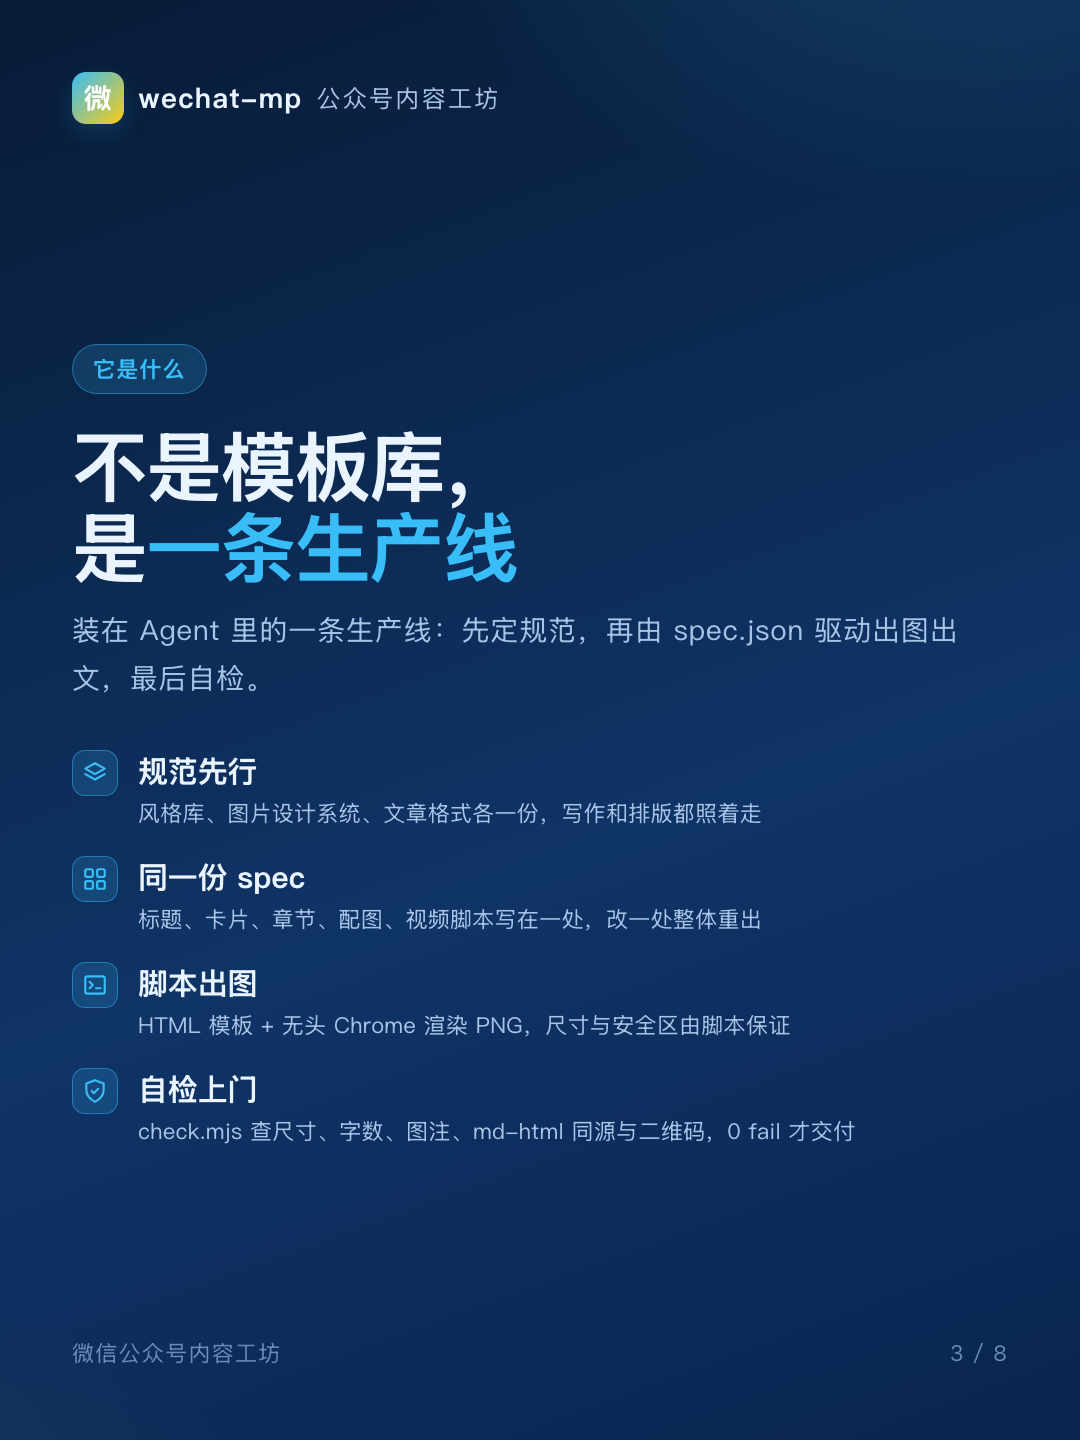 微 wechat-mp 公众号内容工坊
它是什么
不是模板库，
是一条生产线
装在 Agent 里的一条生产线：先定规范，再由 spec.json 驱动出图出
文，最后自检。
规范先行
风格库、图片设计系统、文章格式各一份，写作和排版都照着走
同一份 spec
标题、卡片、章节、配图、视频脚本写在一处，改一处整体重出
脚本出图
HTML 模板 + 无头 Chrome 渲染 PNG，尺寸与安全区由脚本保证
自检上门
check.mjs 查尺寸、字数、图注、md-html 同源与二维码，0 fail 才交付
微信公众号内容工坊
3 / 8